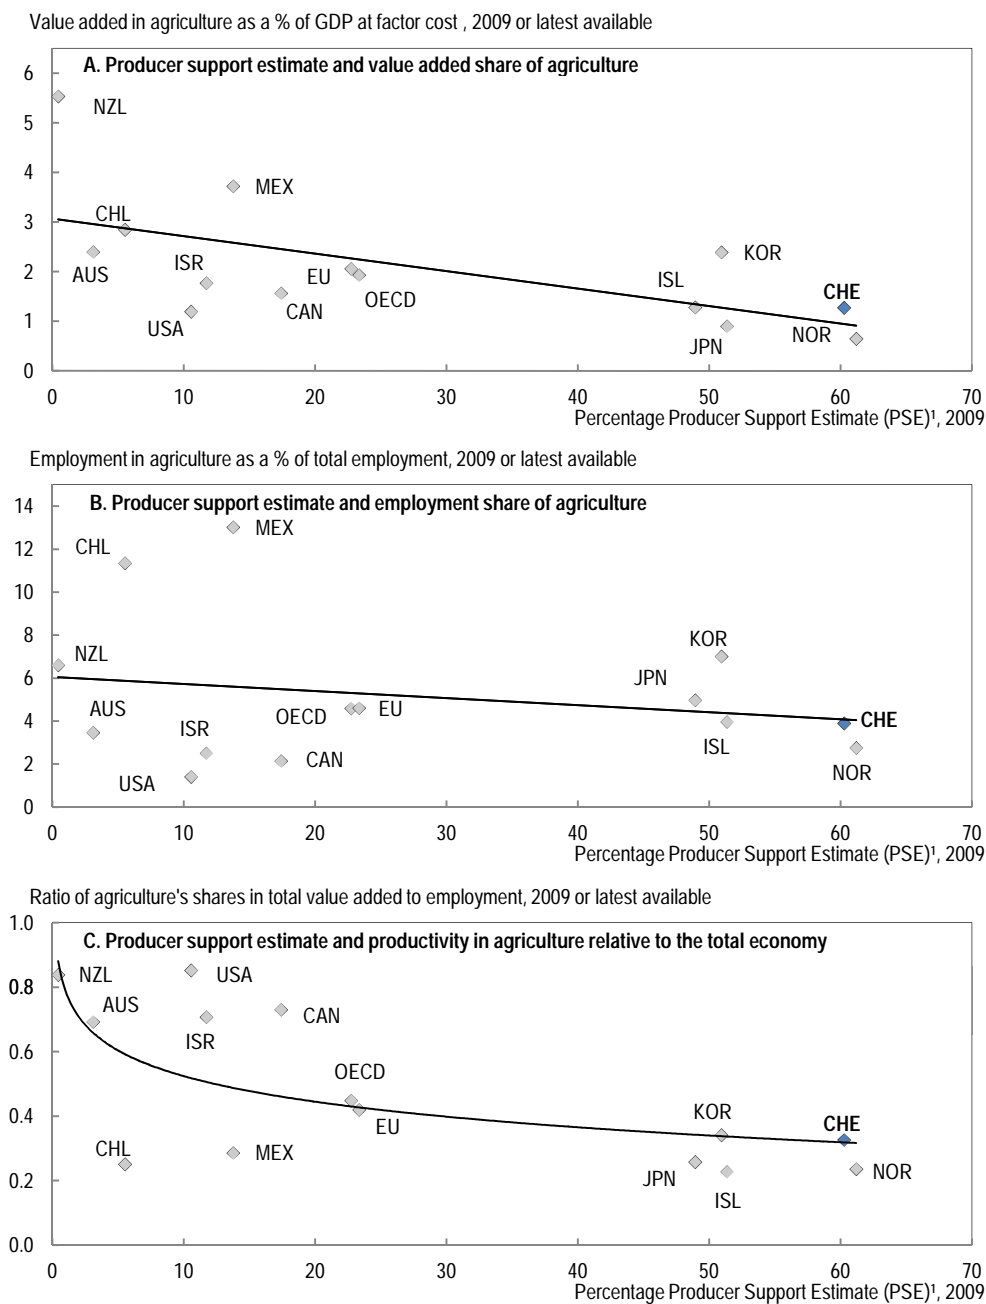 Value added in agriculture as a % of GDP at factor cost , 2009 or latest available
A. Producer support estimate and value added share of agriculture
6
NZL
5
4
MEX
3
CHL
KOR
AUS
ISR
EU
ISL
2
OECD
CHE
USA
CAN
1
JPN
NOR
0
0 10 20 30 40 50 60 70
Percentage Producer Support Estimate (PSE)¹, 2009
Employment in agriculture as a % of total employment, 2009 or latest available
B. Producer support estimate and employment share of agriculture
14
MEX
12
CHL
10
8
KOR
NZL
6
JPN
AUS
OECD
EU
CHE
4
ISR
ISL
2
USA
CAN
NOR
0
0 10 20 30 40 50 60 70
Percentage Producer Support Estimate (PSE)¹, 2009
Ratio of agriculture's shares in total value added to employment, 2009 or latest available
1.0
C. Producer support estimate and productivity in agriculture relative to the total economy
NZL
USA
0.8
AUS
CAN
ISR
0.6
OECD
0.4
EU
KOR
CHE
CHL
MEX
JPN
NOR
0.2
ISL
0.0
0 10 20 30 40 50 60 70
Percentage Producer Support Estimate (PSE)¹, 2009